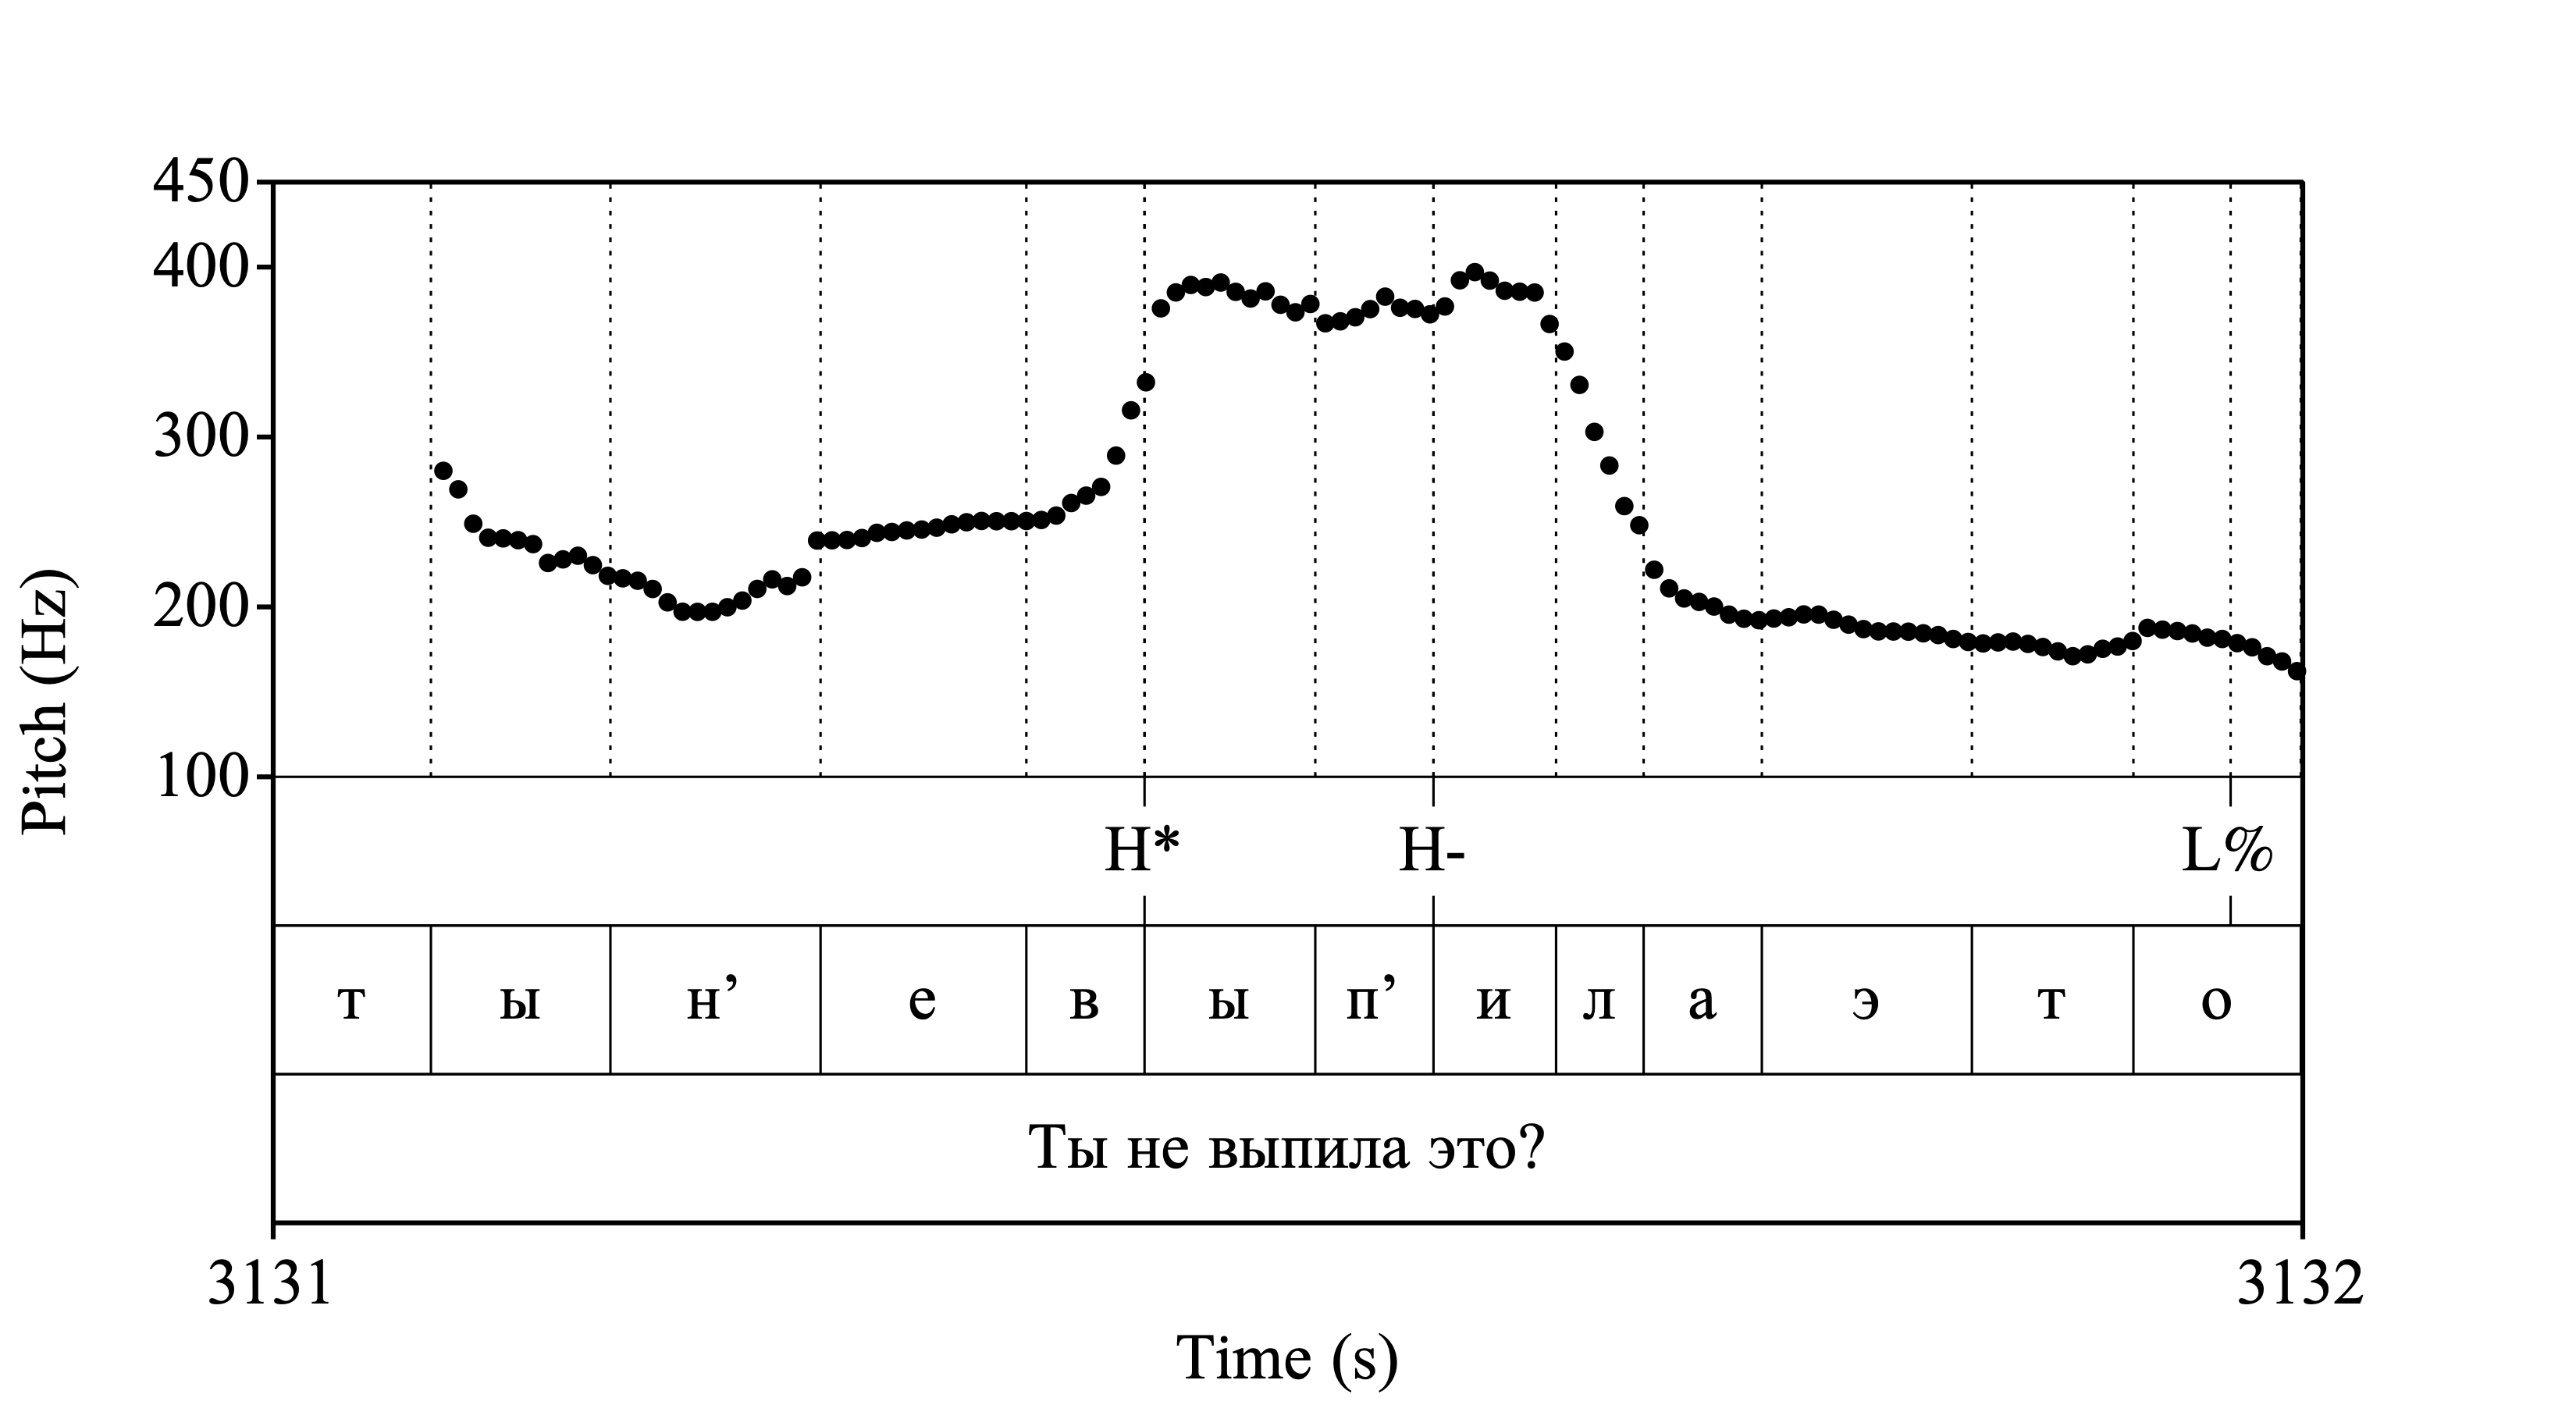 450
400
300
200
100
Pitch (Hz)
H* H- L%
т ы н’ е в ы п’ и л а э т о
Ты не выпила это?
3131 3132
Time (s)